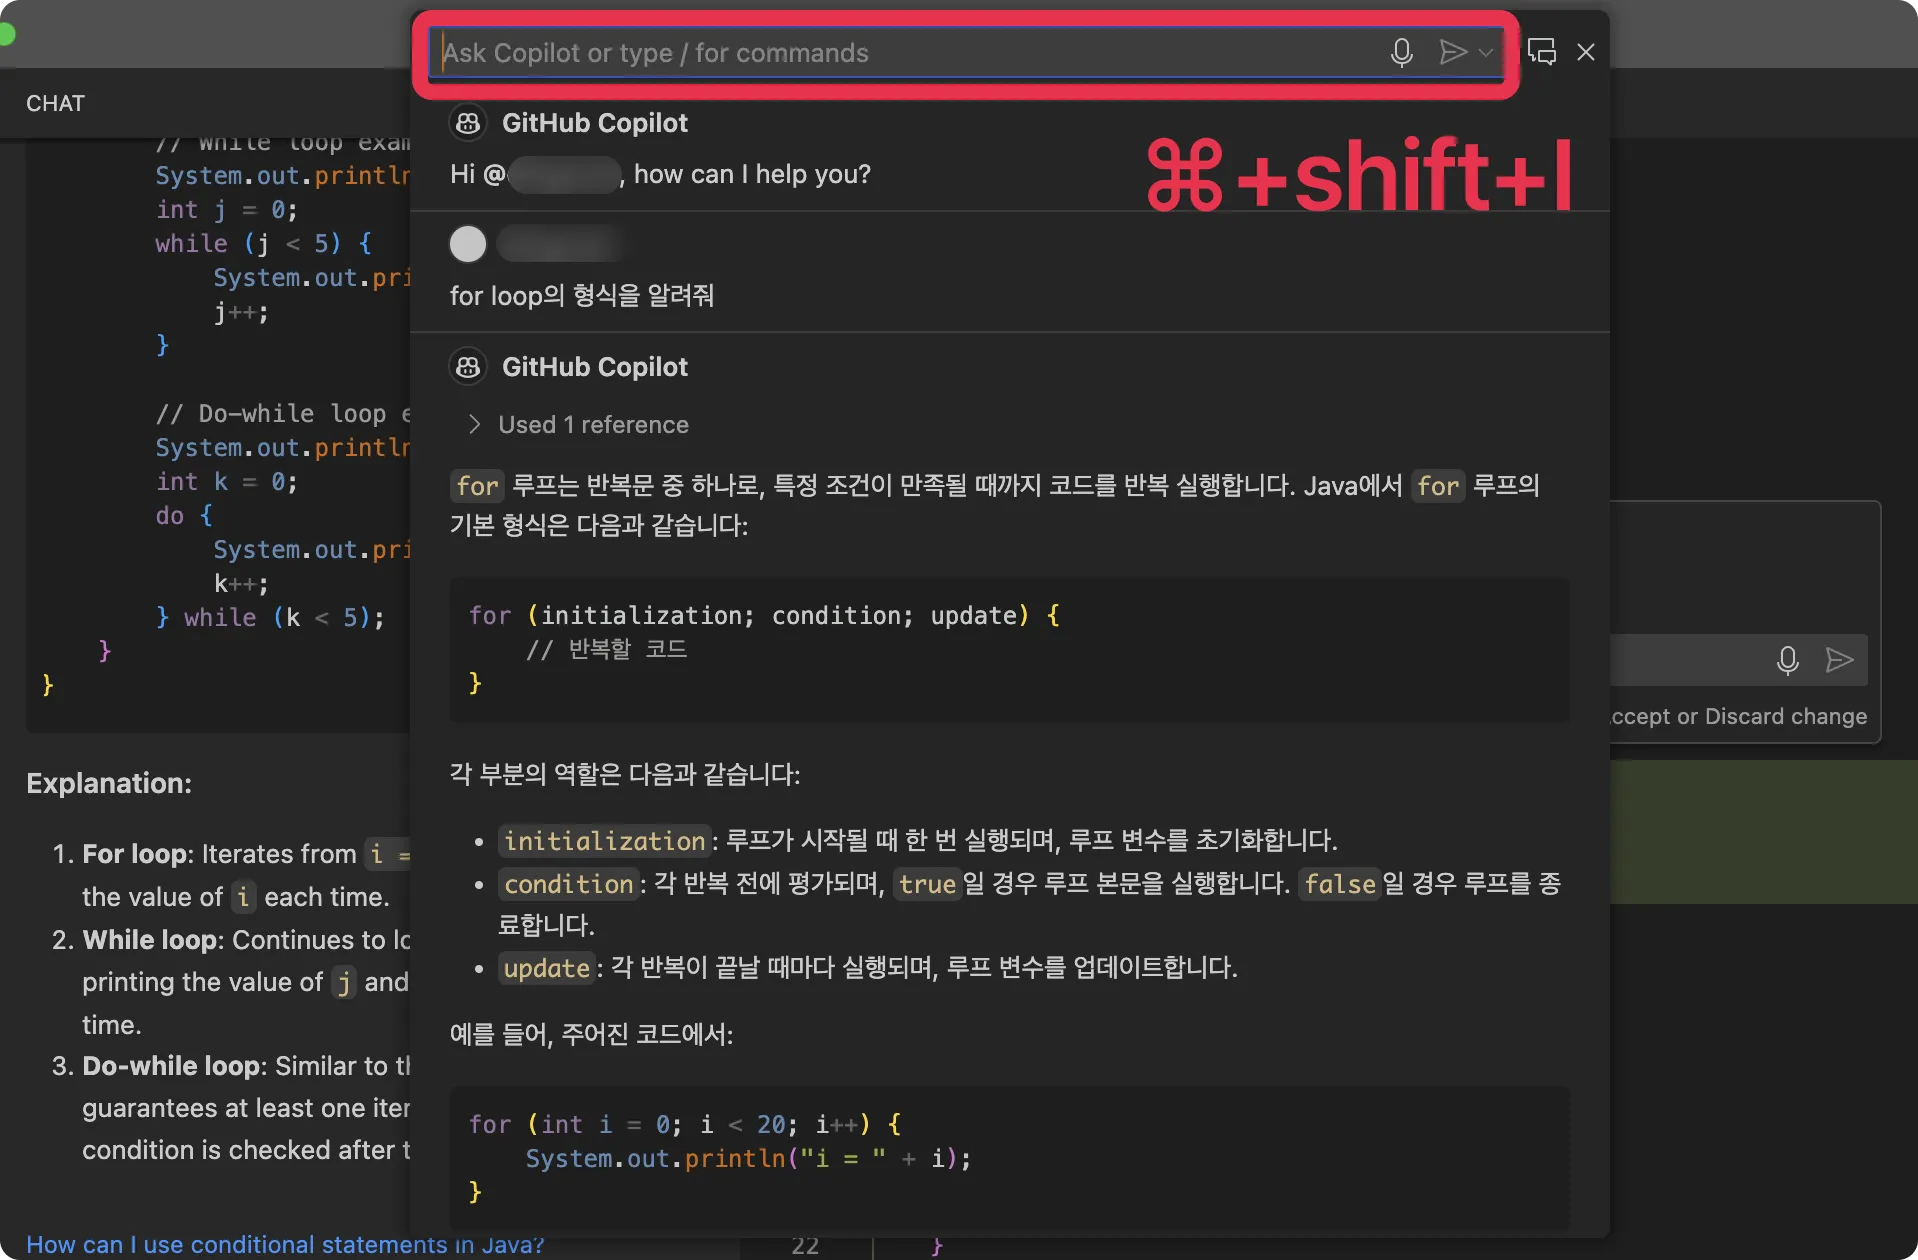 Ask Copilot or type / for commands
CHAT
// While loop exam
System.out.println
int j = 0;
while (j < 5) {
System.out.pri
j++;
}
// Do-while loop e
System.out.println
int k = 0;
do {
System.out.pri
k++;
} while (k < 5);
}
}
Explanation:
1. For loop: Iterates from i =
the value of i each time.
2. While loop: Continues to lo
printing the value of j and
time.
3. Do-while loop: Similar to th
guarantees at least one iter
condition is checked after t
How can I use conditional statements in Java?
GitHub Copilot
Hi @, how can I help you?
⌘+shift+l
for loop의 형식을 알려줘
GitHub Copilot
Used 1 reference
for 루프는 반복문 중 하나로, 특정 조건이 만족될 때까지 코드를 반복 실행합니다. Java에서 for 루프의
기본 형식은 다음과 같습니다:
for (initialization; condition; update) {
// 반복할 코드
}
각 부분의 역할은 다음과 같습니다:
• initialization: 루프가 시작될 때 한 번 실행되며, 루프 변수를 초기화합니다.
• condition: 각 반복 전에 평가되며, true일 경우 루프 본문을 실행합니다. false일 경우 루프를 종
료합니다.
• update: 각 반복이 끝날 때마다 실행되며, 루프 변수를 업데이트합니다.
예를 들어, 주어진 코드에서:
for (int i = 0; i < 20; i++) {
System.out.println("i = " + i);
}
ccept or Discard change
22 }